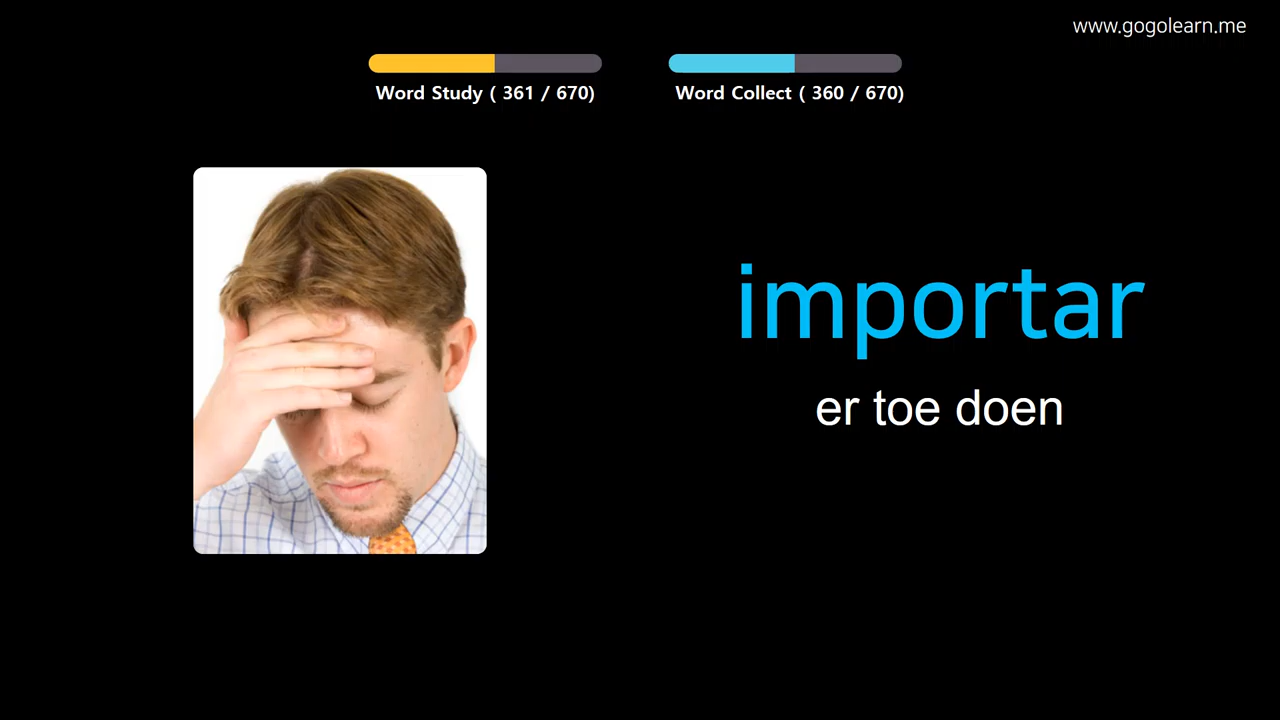 www.gogolearn.me
Word Study ( 361 / 670)
Word Collect ( 360 / 670)
importar
er toe doen